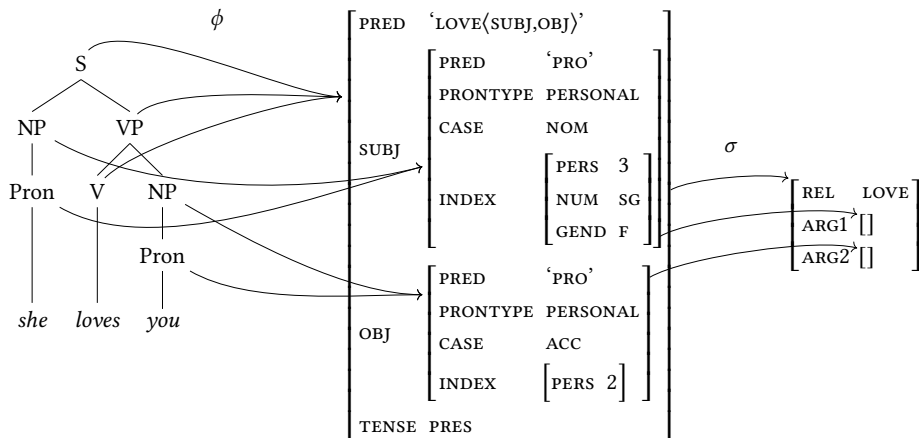 ϕ
S
NP VP
Pron V NP
Pron
she loves you
PRED ‘LOVE⟨SUBJ,OBJ⟩’
SUBJ
PRED ‘PRO’
PRONTYPE PERSONAL
CASE NOM
INDEX
PERS 3
NUM SG
GEND F
OBJ
PRED ‘PRO’
PRONTYPE PERSONAL
CASE ACC
INDEX [PERS 2]
TENSE PRES
σ
REL LOVE
ARG1 []
ARG2 []